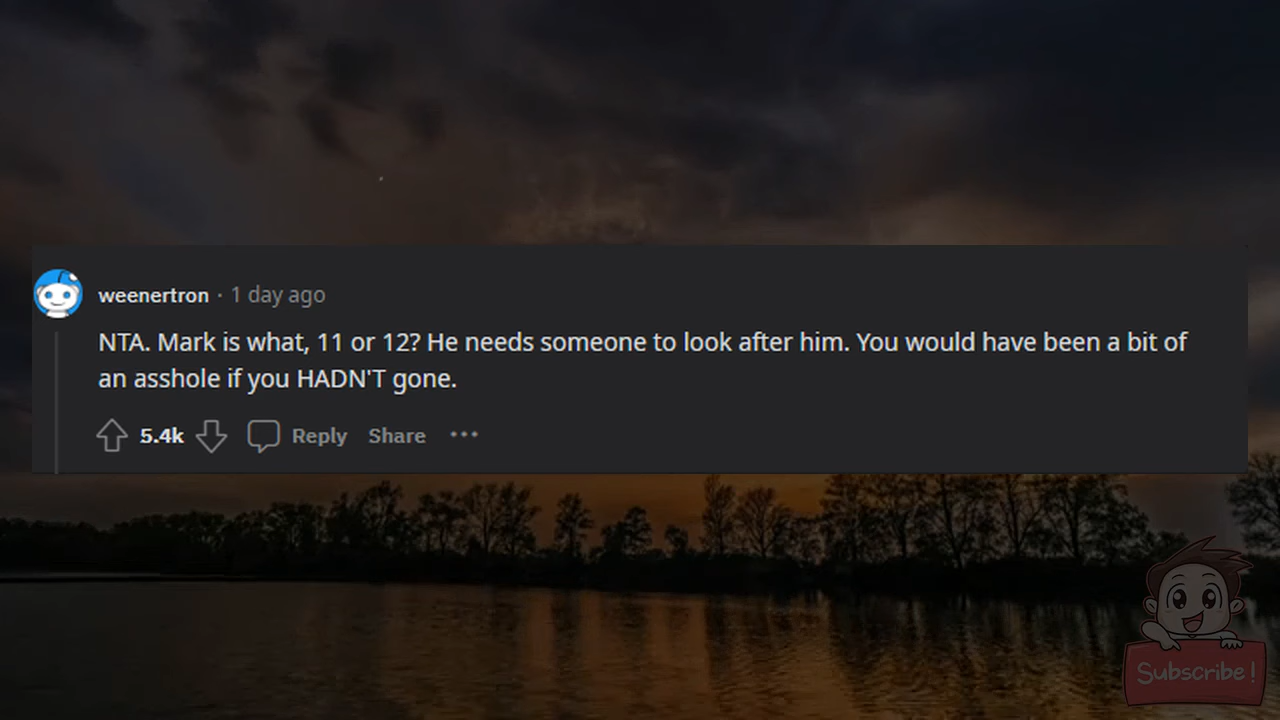 weenertron · 1 day ago
NTA. Mark is what, 11 or 12? He needs someone to look after him. You would have been a bit of
an asshole if you HADN'T gone.
5.4k Reply Share ···
Subscribe!